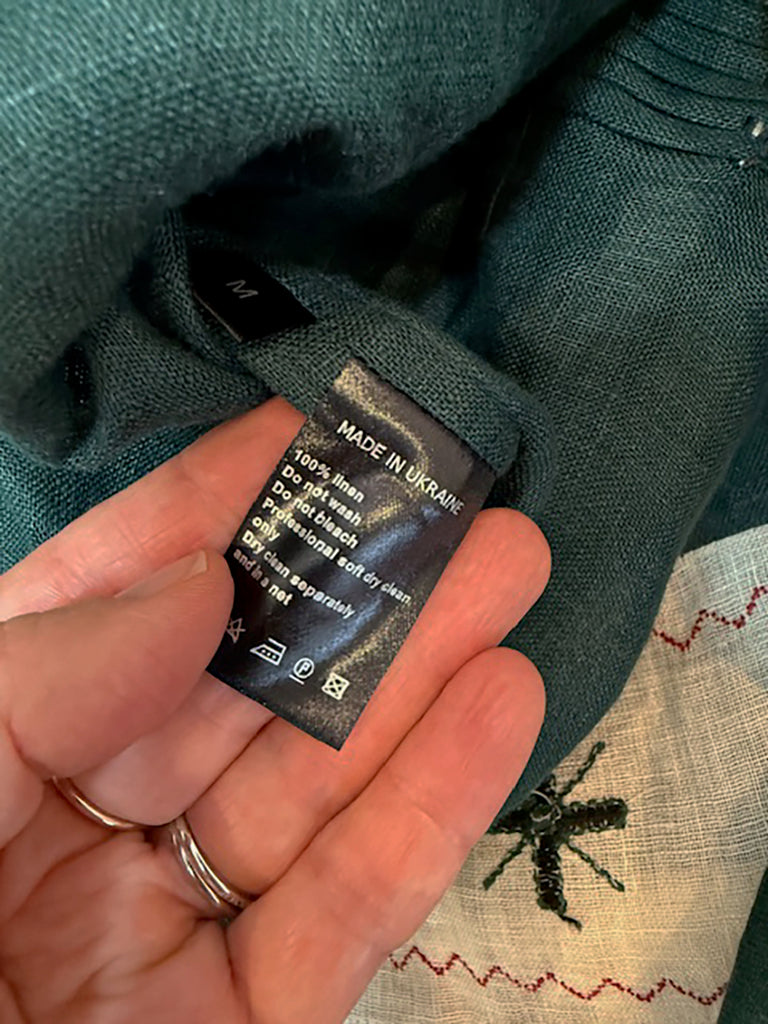 M
MADE IN UKRAINE
100% linen
Do not wash
Do not bleach
Professional soft dry clean
only
Dry clean separately
and in a net
P